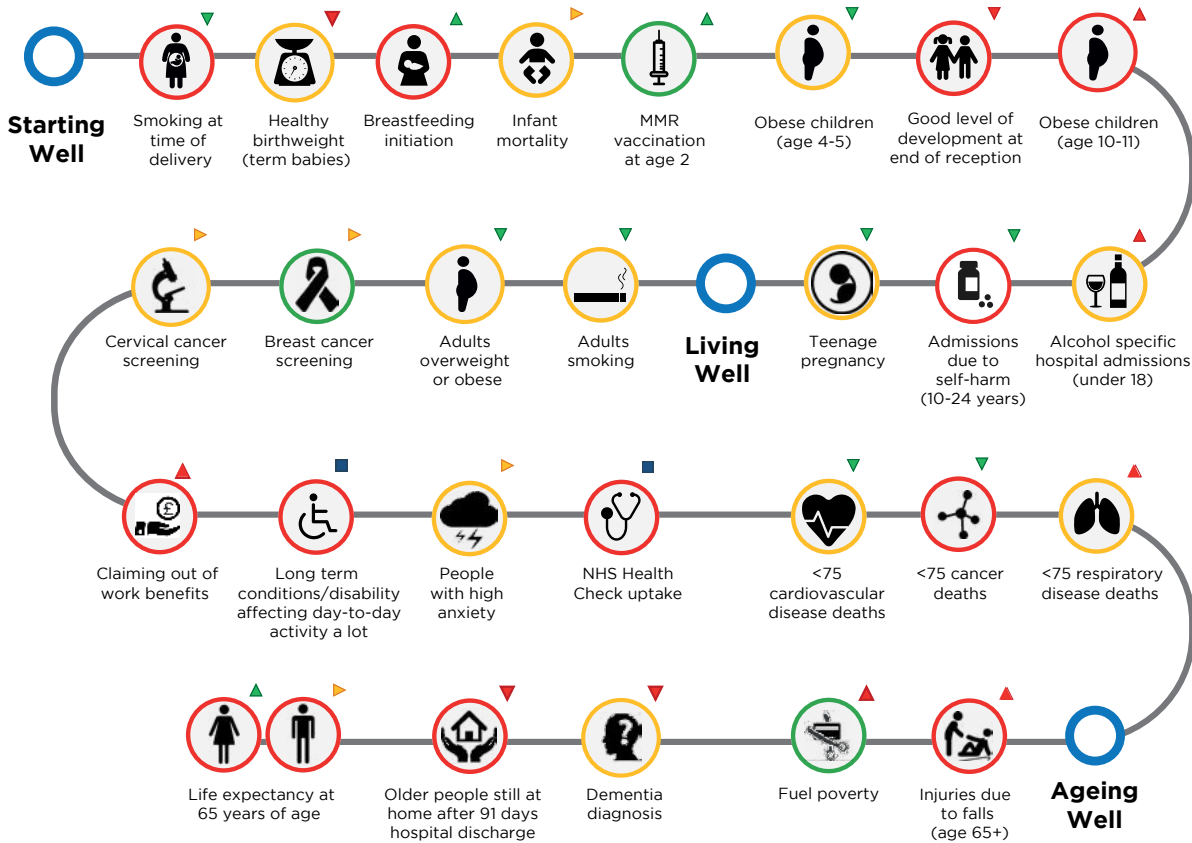 Starting
Well
Smoking at
time of
delivery
Healthy
birthweight
(term babies)
Breastfeeding
initiation
Infant
mortality
MMR
vaccination
at age 2
Obese children
(age 4-5)
Good level of
development at
end of reception
Obese children
(age 10-11)
Cervical cancer
screening
Breast cancer
screening
Adults
overweight
or obese
Adults
smoking
Living
Well
Teenage
pregnancy
Admissions
due to
self-harm
(10-24 years)
Alcohol specific
hospital admissions
(under 18)
£
Claiming out of
work benefits
Long term
conditions/disability
affecting day-to-day
activity a lot
People
with high
anxiety
NHS Health
Check uptake
<75
cardiovascular
disease deaths
<75 cancer
deaths
<75 respiratory
disease deaths
Life expectancy at
65 years of age
Older people still at
home after 91 days
hospital discharge
?
Dementia
diagnosis
Fuel poverty
Injuries due
to falls
(age 65+)
Ageing
Well